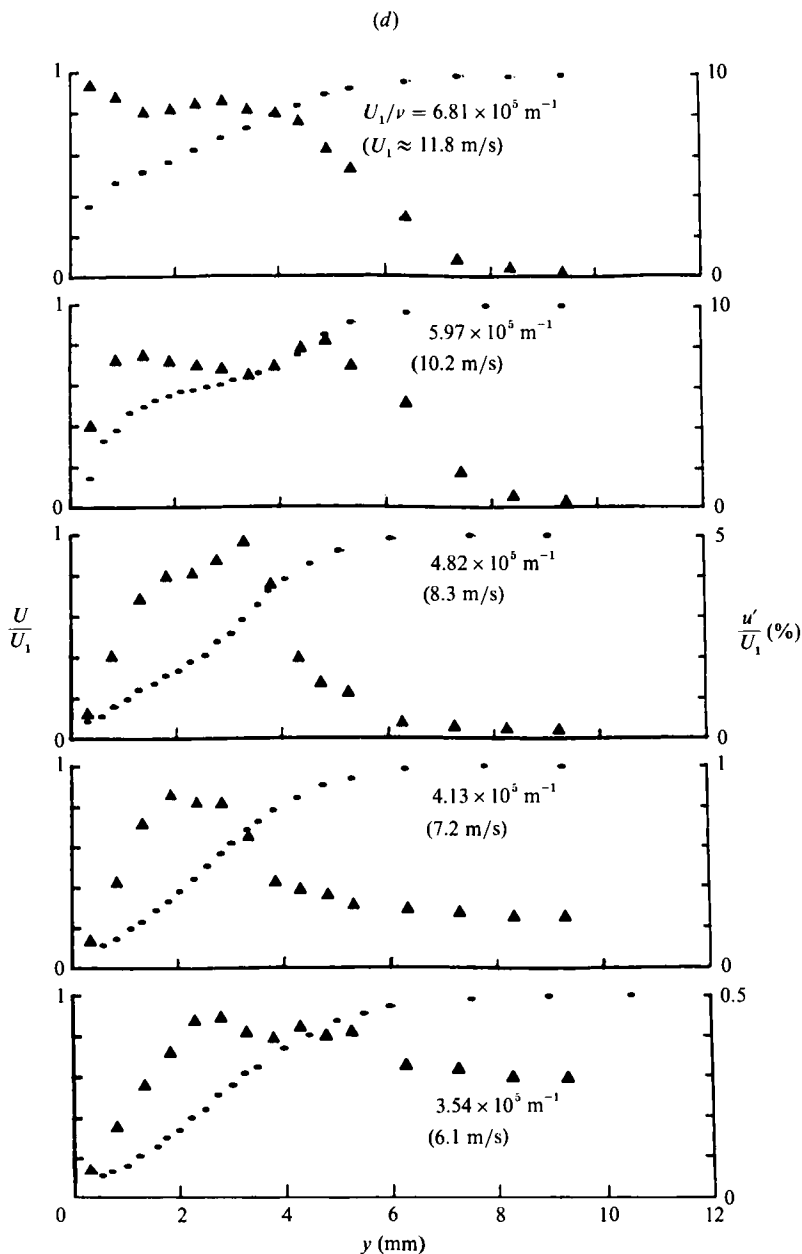 (d)
1
10
U₁/ν = 6.81 × 10⁵ m⁻¹
(U₁ ≈ 11.8 m/s)
0
0
1
10
5.97 × 10⁵ m⁻¹
(10.2 m/s)
0
0
1
5
4.82 × 10⁵ m⁻¹
(8.3 m/s)
U/U₁
u′/U₁ (%)
0
0
1
1
4.13 × 10⁵ m⁻¹
(7.2 m/s)
0
0
1
0.5
3.54 × 10⁵ m⁻¹
(6.1 m/s)
0
0 2 4 6 8 10 12
y (mm)